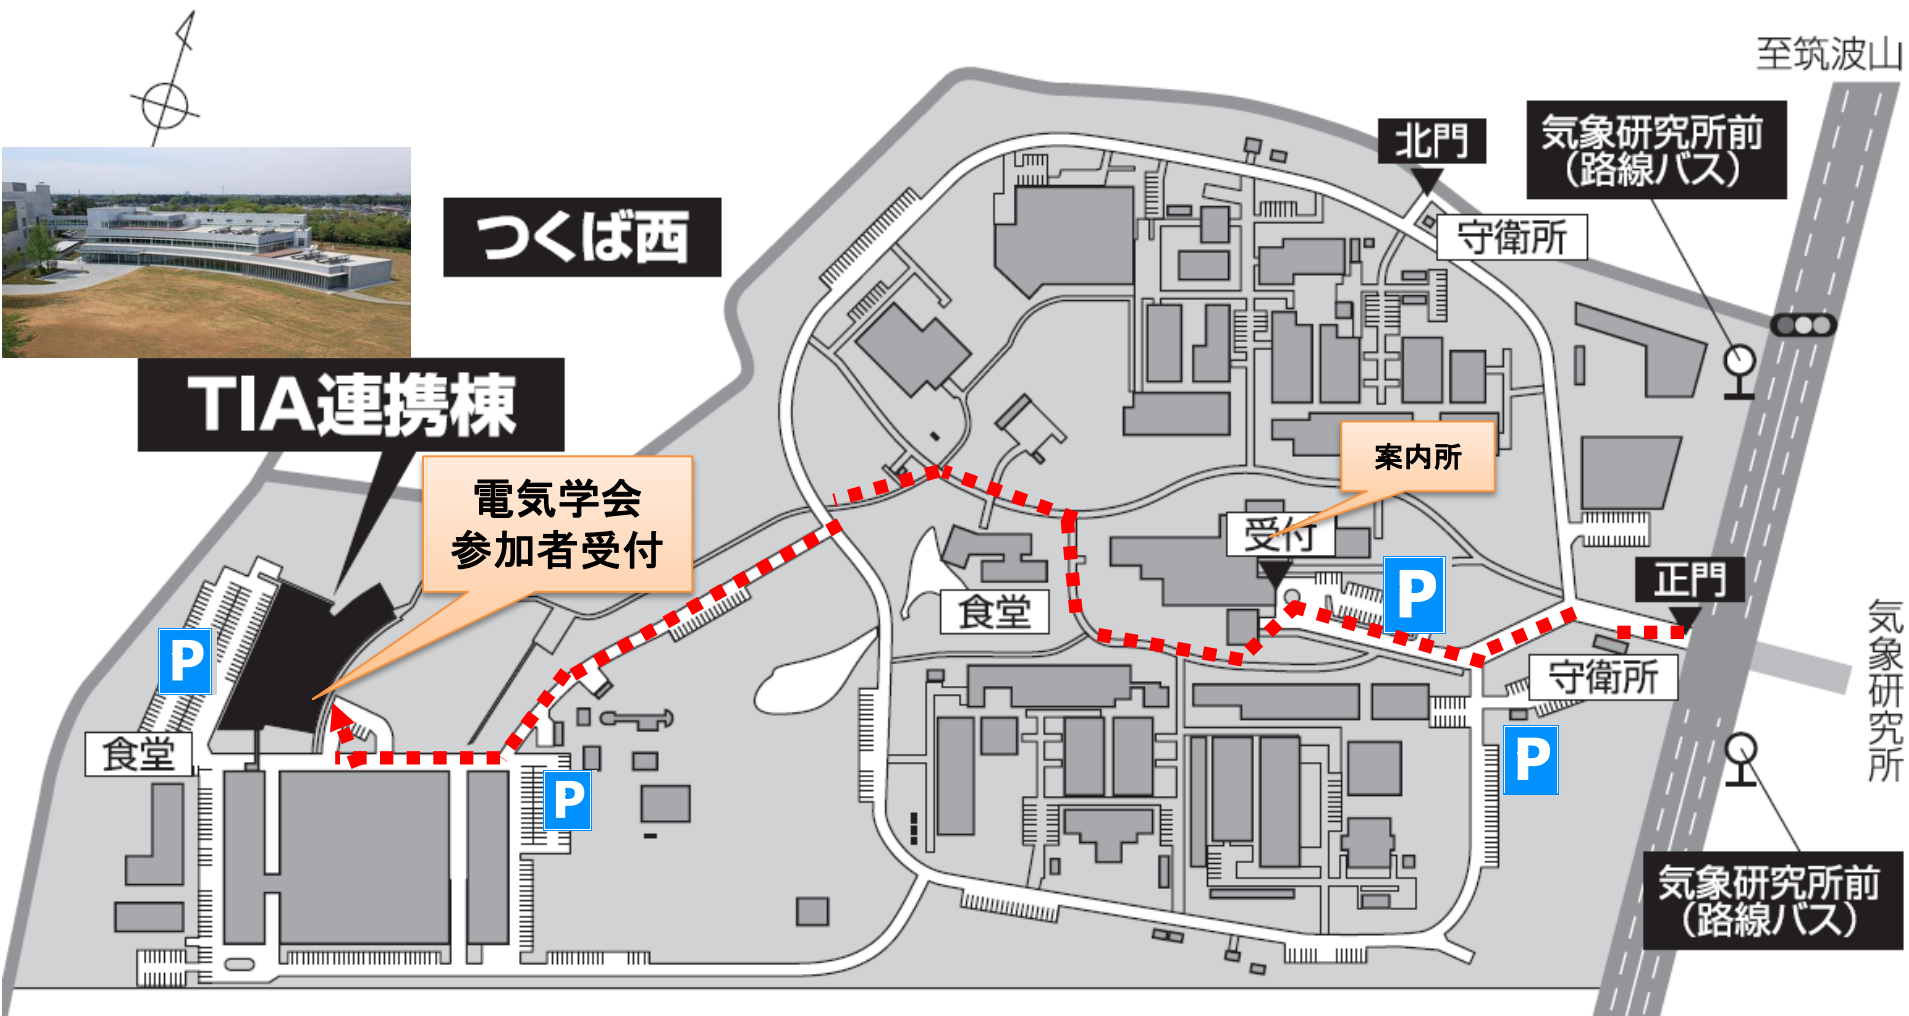 至筑波山
気象研究所前
（路線バス）
北門
守衛所
つくば西
TIA連携棟
電気学会
参加者受付
案内所
受付
P
正門
食堂
P
守衛所
気象研究所
食堂
P
P
気象研究所前
（路線バス）